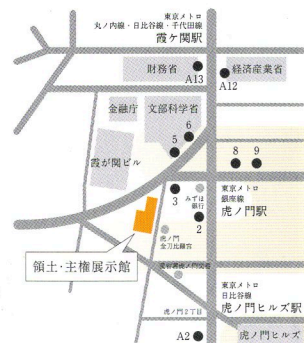 東京メトロ
丸ノ内線・日比谷線・千代田線
霞ケ関駅
財務省
A13
経済産業省
A12
金融庁
文部科学省
6
5
霞が関ビル
8
9
3
みずほ
銀行
2
東京メトロ
銀座線
虎ノ門駅
虎ノ門
金刀比羅宮
領土・主権展示館
東京メトロ
日比谷線
虎ノ門ヒルズ駅
虎ノ門2丁目
A2
虎ノ門ヒルズ